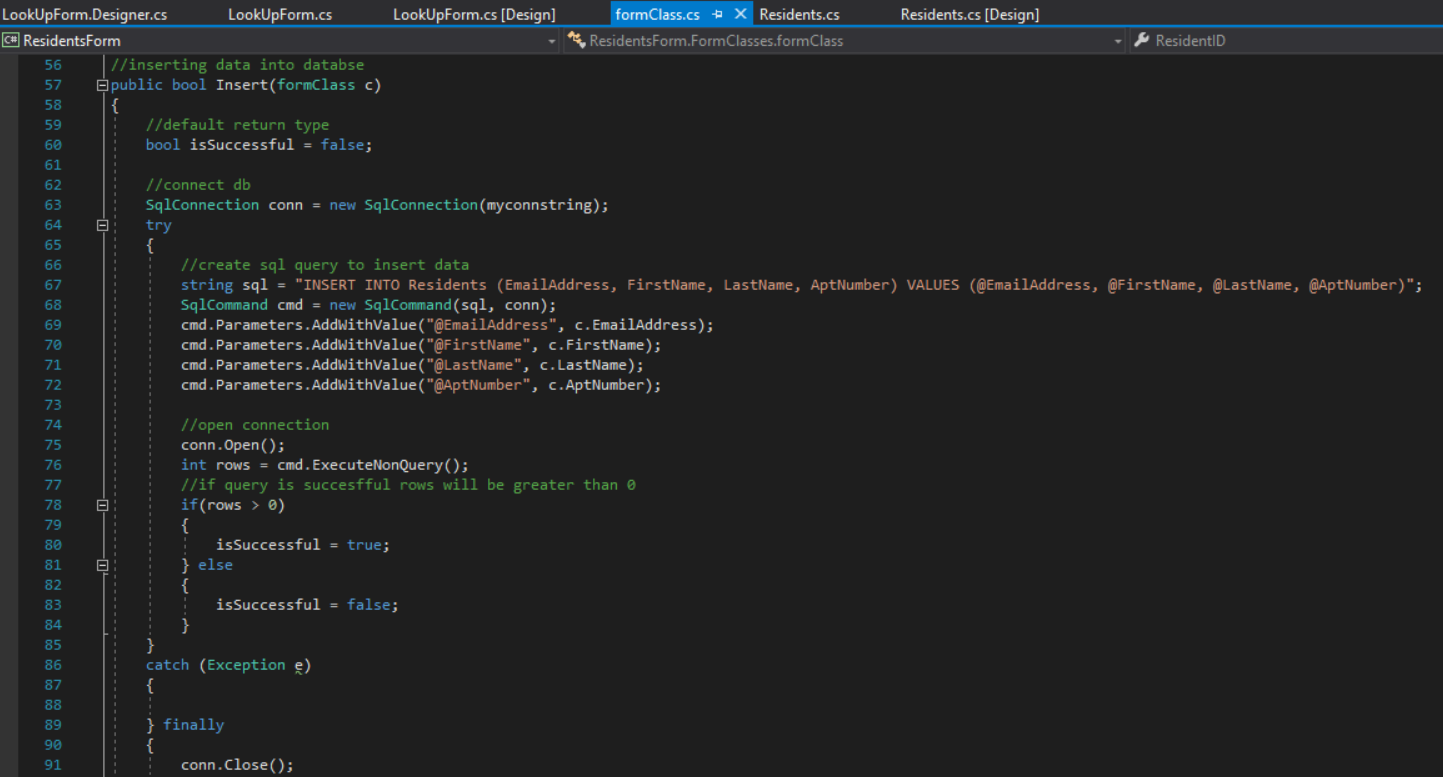 LookUpForm.Designer.cs LookUpForm.cs LookUpForm.cs [Design] formClass.cs Residents.cs Residents.cs [Design]
C# ResidentsForm ResidentsForm.FormClasses.formClass ResidentID
56 //inserting data into databse
57 public bool Insert(formClass c)
58 {
59 //default return type
60 bool isSuccessful = false;
61
62 //connect db
63 SqlConnection conn = new SqlConnection(myconnstring);
64 try
65 {
66 //create sql query to insert data
67 string sql = "INSERT INTO Residents (EmailAddress, FirstName, LastName, AptNumber) VALUES (@EmailAddress, @FirstName, @LastName, @AptNumber)";
68 SqlCommand cmd = new SqlCommand(sql, conn);
69 cmd.Parameters.AddWithValue("@EmailAddress", c.EmailAddress);
70 cmd.Parameters.AddWithValue("@FirstName", c.FirstName);
71 cmd.Parameters.AddWithValue("@LastName", c.LastName);
72 cmd.Parameters.AddWithValue("@AptNumber", c.AptNumber);
73
74 //open connection
75 conn.Open();
76 int rows = cmd.ExecuteNonQuery();
77 //if query is succesfful rows will be greater than 0
78 if(rows > 0)
79 {
80 isSuccessful = true;
81 } else
82 {
83 isSuccessful = false;
84 }
85 }
86 catch (Exception e)
87 {
88
89 } finally
90 {
91 conn.Close();